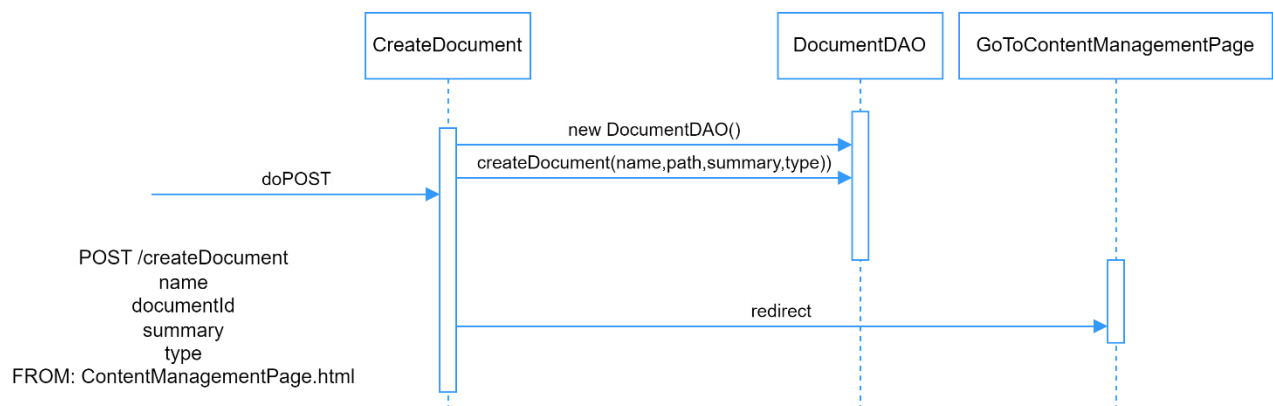 CreateDocument
DocumentDAO
GoToContentManagementPage
new DocumentDAO()
createDocument(name,path,summary,type))
doPOST
POST /createDocument
name
documentId
summary
type
FROM: ContentManagementPage.html
redirect